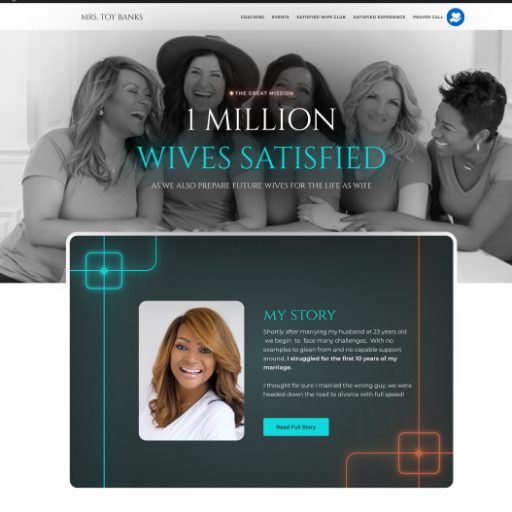 MRS. TOY BANKS
COACHING EVENTS SATISFIED WIFE CLUB SATISFIED EXPERIENCE PRAYER CALL
THE GREAT MISSION
1 MILLION
WIVES SATISFIED
AS WE ALSO PREPARE FUTURE WIVES FOR THE LIFE AS WIFE
MY STORY
Shortly after marrying my husband at 23 years old
we begin to face many challenges. With no
examples to glean from and no capable support
around, I struggled for the first 10 years of my
marriage.
I thought for sure I married the wrong guy, we were
headed down the road to divorce with full speed!
Read Full Story